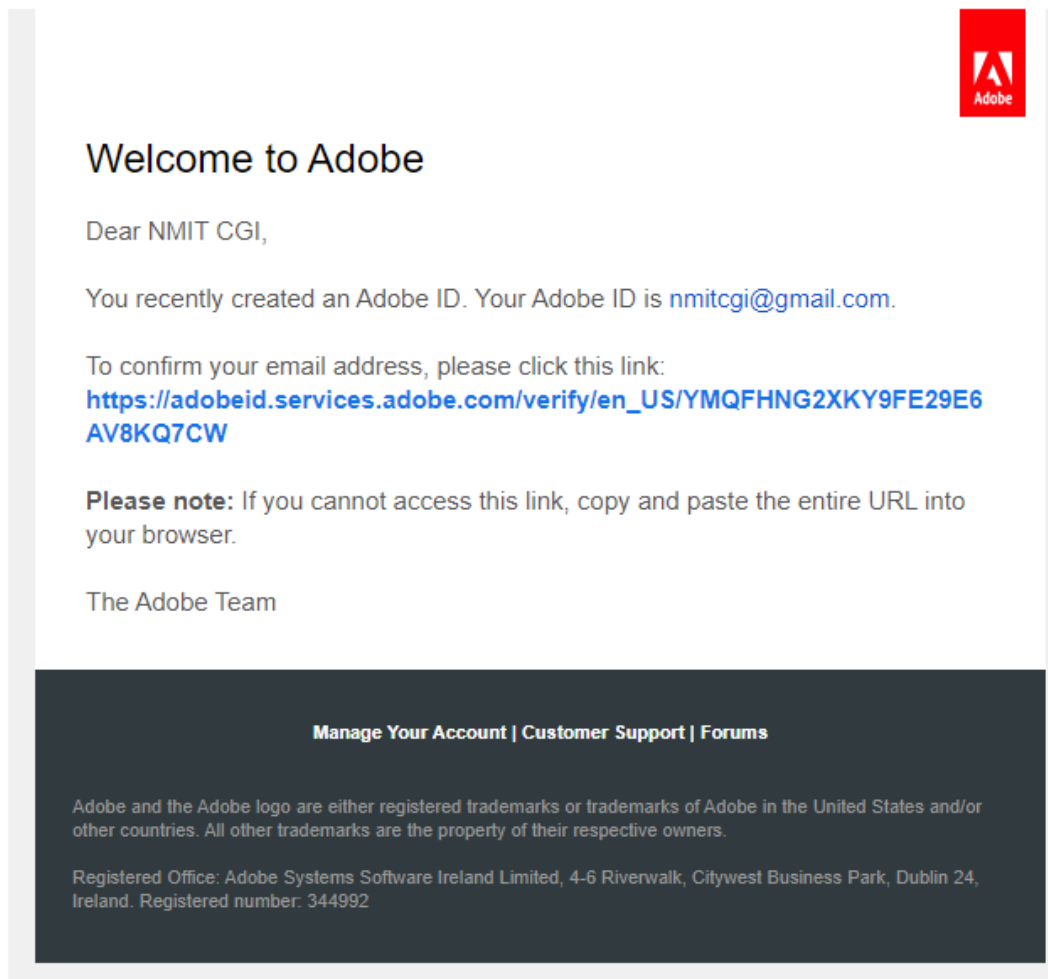 Adobe
Welcome to Adobe
Dear NMIT CGI,
You recently created an Adobe ID. Your Adobe ID is nmitcgi@gmail.com.
To confirm your email address, please click this link:
https://adobeid.services.adobe.com/verify/en_US/YMQFHNG2XKY9FE29E6
AV8KQ7CW
Please note: If you cannot access this link, copy and paste the entire URL into
your browser.
The Adobe Team
Manage Your Account | Customer Support | Forums
Adobe and the Adobe logo are either registered trademarks or trademarks of Adobe in the United States and/or
other countries. All other trademarks are the property of their respective owners.
Registered Office: Adobe Systems Software Ireland Limited, 4-6 Riverwalk, Citywest Business Park, Dublin 24,
Ireland. Registered number: 344992